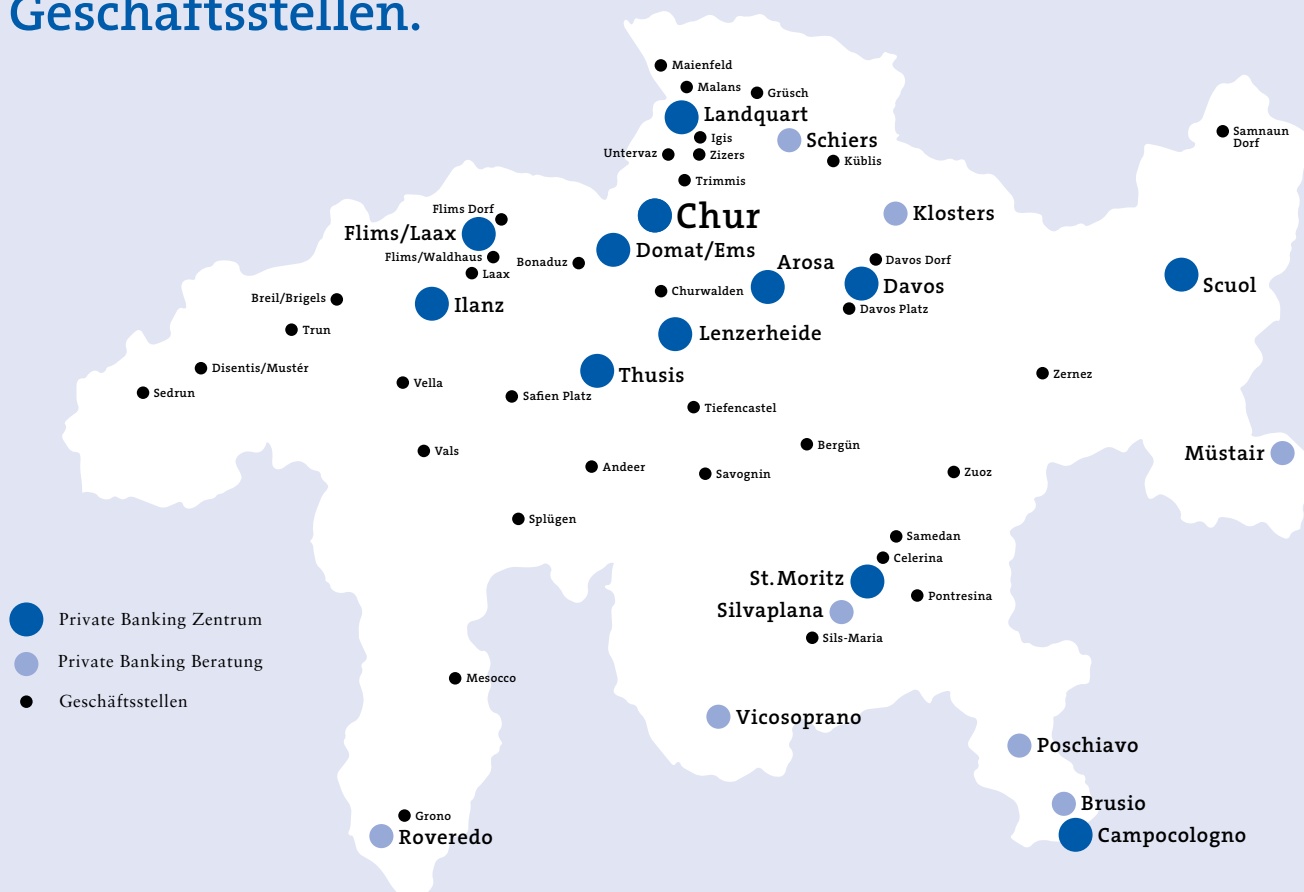 Geschäftsstellen.
Maienfeld
Malans
Grüsch
Landquart
Igis
Schiers
Untervaz
Zizers
Küblis
Samnaun
Dorf
Trimmis
Flims Dorf
Chur
Klosters
Flims/Laax
Domat/Ems
Flims/Waldhaus
Bonaduz
Arosa
Davos Dorf
Laax
Churwalden
Davos
Scuol
Breil/Brigels
Ilanz
Davos Platz
Trun
Lenzerheide
Disentis/Mustér
Thusis
Zernez
Sedrun
Vella
Safien Platz
Tiefencastel
Vals
Bergün
Müstair
Andeer
Savognin
Zuoz
Splügen
Samedan
Celerina
St. Moritz
Pontresina
Silvaplana
Sils-Maria
Private Banking Zentrum
Private Banking Beratung
Geschäftsstellen
Mesocco
Vicosoprano
Poschiavo
Brusio
Grono
Roveredo
Campocologno